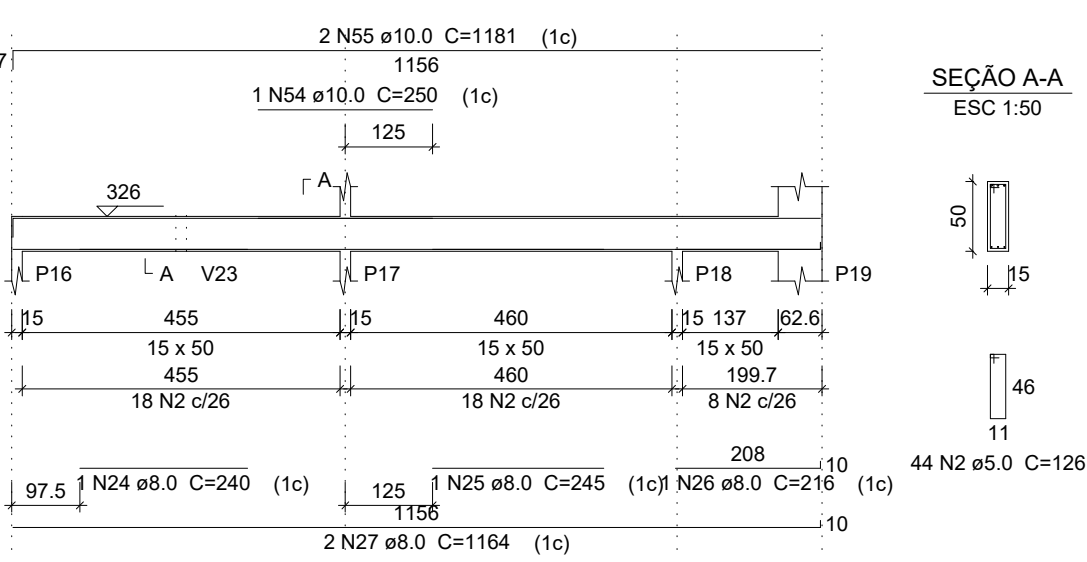 2 N55 ø10.0 C=1181 (1c)
7
1156
1 N54 ø10.0 C=250 (1c)
125
SEÇÃO A-A
ESC 1:50
A
326
50
15
P16
A
V23
P17
P18
P19
15 455 15 460 15 137 62.6
15 x 50 15 x 50 15 x 50
455 460 199.7
18 N2 c/26 18 N2 c/26 8 N2 c/26
46
11
44 N2 ø5.0 C=126
208
10
1 N24 ø8.0 C=240 (1c) 1 N25 ø8.0 C=245 (1c) 1 N26 ø8.0 C=216 (1c)
97.5 125
1156
10
2 N27 ø8.0 C=1164 (1c)